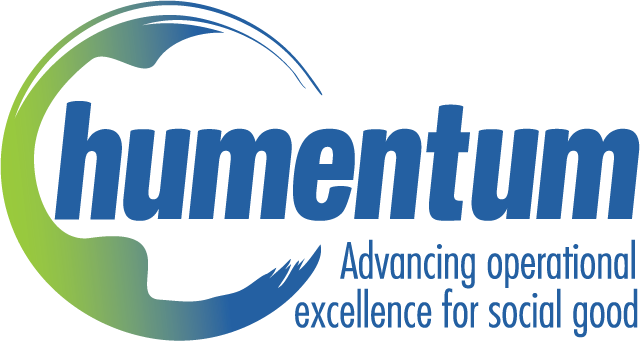 humentum
Advancing operational
excellence for social good